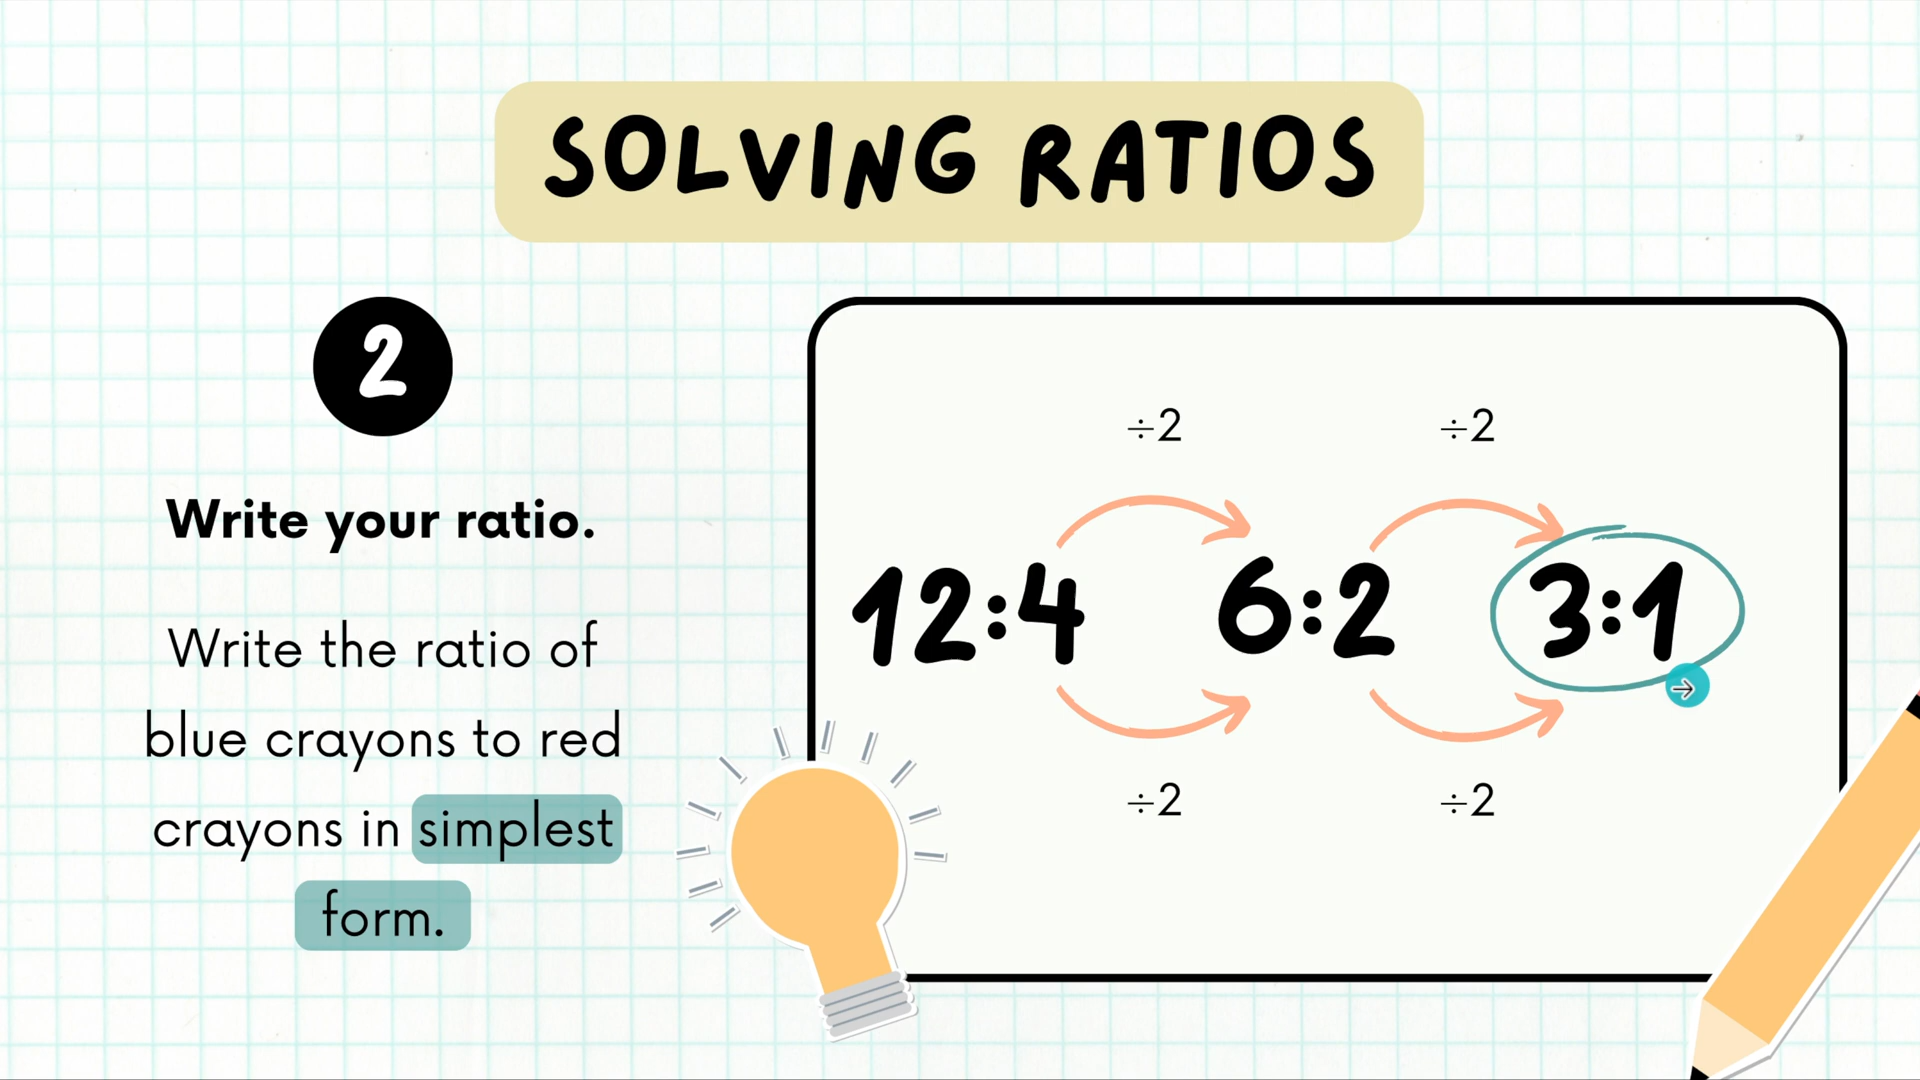 SOLVING RATIOS
2
Write your ratio.
Write the ratio of
blue crayons to red
crayons in simplest
form.
÷2 ÷2
12:4 6:2 3:1
÷2 ÷2